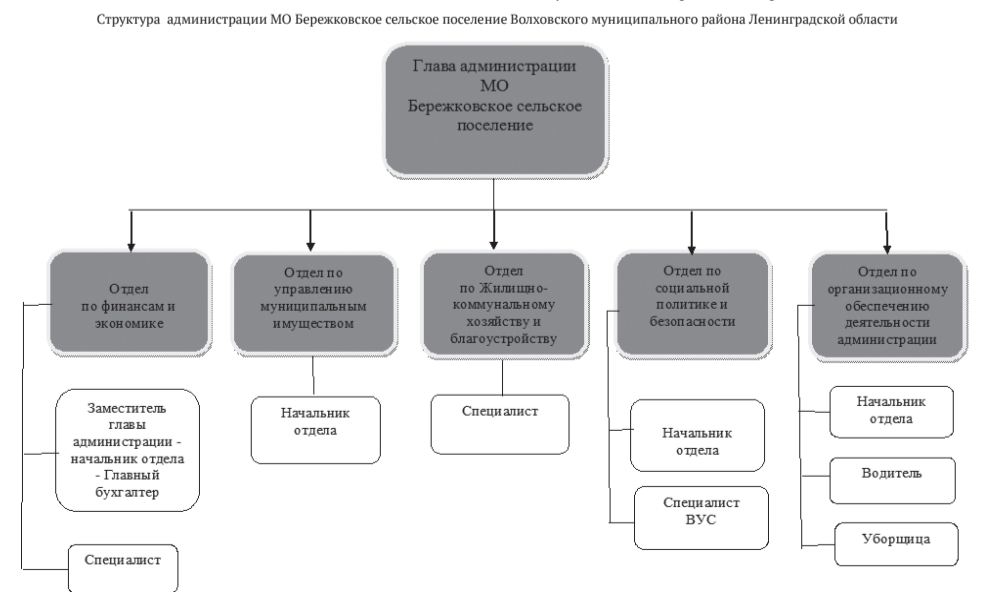 Структура администрации МО Бережковское сельское поселение Волховского муниципального района Ленинградской области
Глава администрации
МО
Бережковское сельское
поселение
Отдел
по финансам и
экономике
Отдел по
управлению
муниципальным
имуществом
Отдел
по Жилищно-
коммунальному
хозяйству и
благоустройству
Отдел по
социальной
политике и
безопасности
Отдел по
организационному
обеспечению
деятельности
администрации
Заместитель
главы
администрации -
начальник отдела
- Главный
бухгалтер
Специалист
Начальник
отдела
Специалист
Начальник
отдела
Специалист
ВУС
Начальник
отдела
Водитель
Уборщица